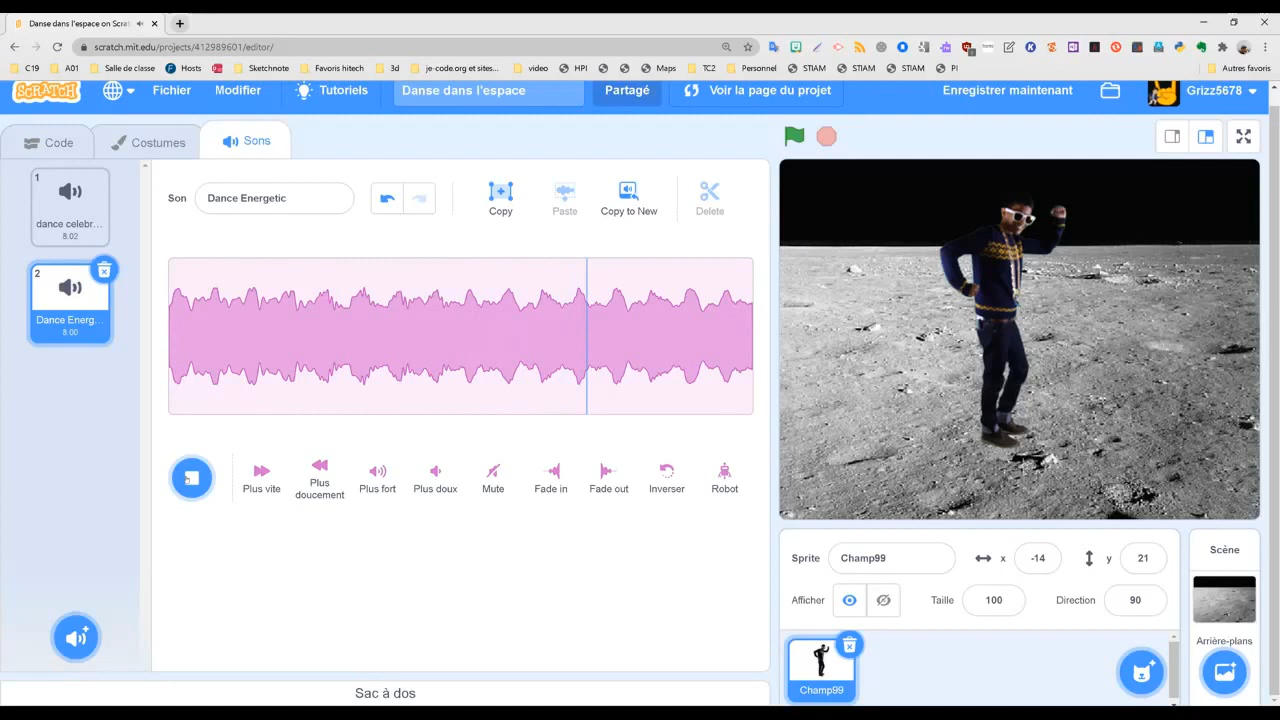 Danse dans l'espace on Scrat
scratch.mit.edu/projects/412989601/editor/
C19
A01
Salle de classe
Hosts
Sketchnote
Favoris hitech
3d
je-code.org et sites...
video
HPI
Maps
TC2
Personnel
STIAM
STIAM
STIAM
PI
Autres favoris
SCRATCH
Fichier
Modifier
Tutoriels
Danse dans l'espace
Partagé
Voir la page du projet
Enregistrer maintenant
Grizz5678
Code
Costumes
Sons
1
dance celebr...
8.02
2
Dance Energ...
8.00
Son
Dance Energetic
Copy
Paste
Copy to New
Delete
Plus vite
Plus doucement
Plus fort
Plus doux
Mute
Fade in
Fade out
Inverser
Robot
Sprite
Champ99
x
-14
y
21
Afficher
Taille
100
Direction
90
Champ99
Scène
Arrière-plans
Sac à dos